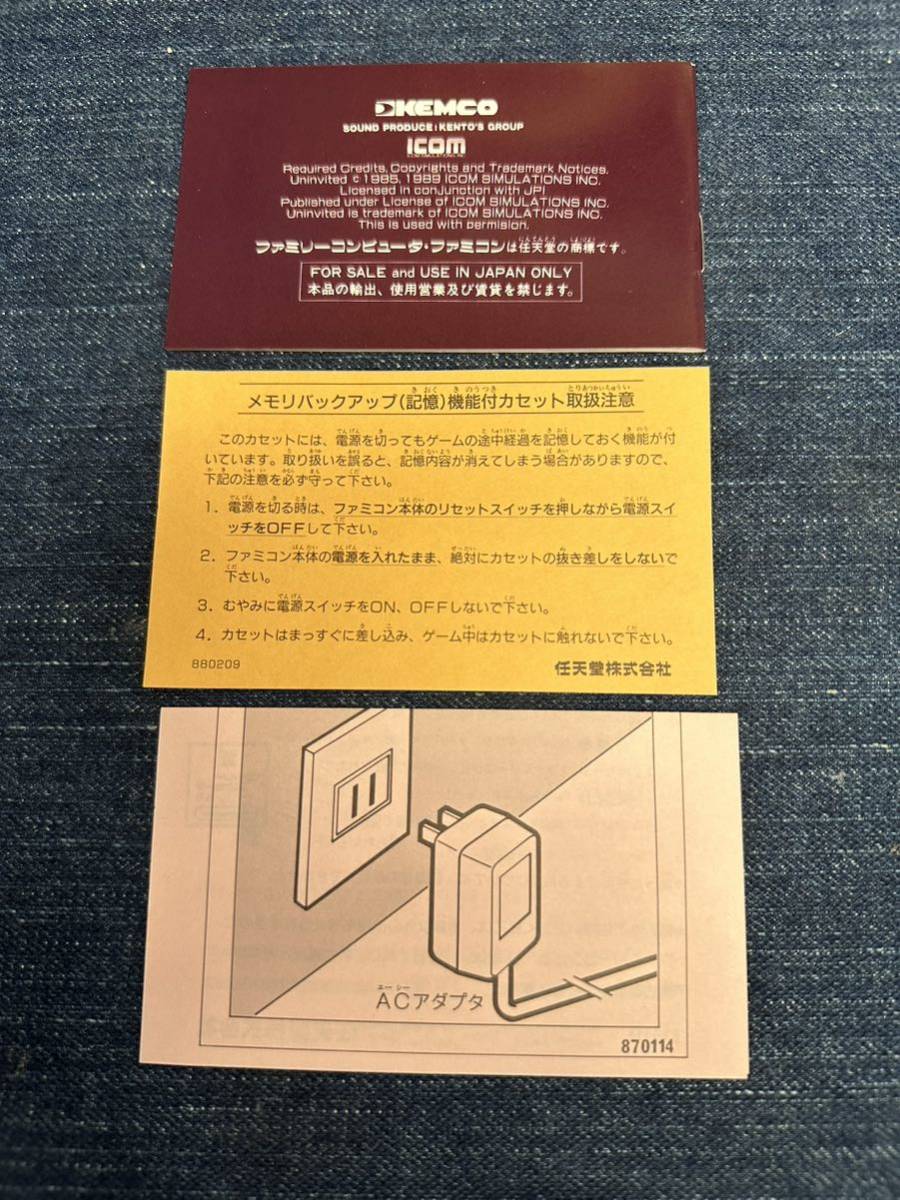 KEMCO
SOUND PRODUCE:KENTO'S GROUP
ICOM
Required Credits, Copyrights and Trademark Notices.
Uninvited © 1985, 1989 ICOM SIMULATIONS INC.
Licensed in conjunction with JPI
Published under License of ICOM SIMULATIONS INC.
Uninvited is trademark of ICOM SIMULATIONS INC.
This is used with permision.
ファミリーコンピュータ・ファミコンは任天堂の商標です。
FOR SALE and USE IN JAPAN ONLY
本品の輸出、使用営業及び賃貸を禁じます。
メモリバックアップ(記憶)機能付カセット取扱注意
このカセットには、電源を切ってもゲームの途中経過を記憶しておく機能が付
いています。取り扱いを誤ると、記憶内容が消えてしまう場合がありますので、
下記の注意を必ず守って下さい。
1. 電源を切る時は、ファミコン本体のリセットスイッチを押しながら電源スイ
ッチをOFFして下さい。
2. ファミコン本体の電源を入れたまま、絶対にカセットの抜き差しをしないで
下さい。
3. むやみに電源スイッチをON、OFFしないで下さい。
4. カセットはまっすぐに差し込み、ゲーム中はカセットに触れないで下さい。
880209
任天堂株式会社
ACアダプタ
870114